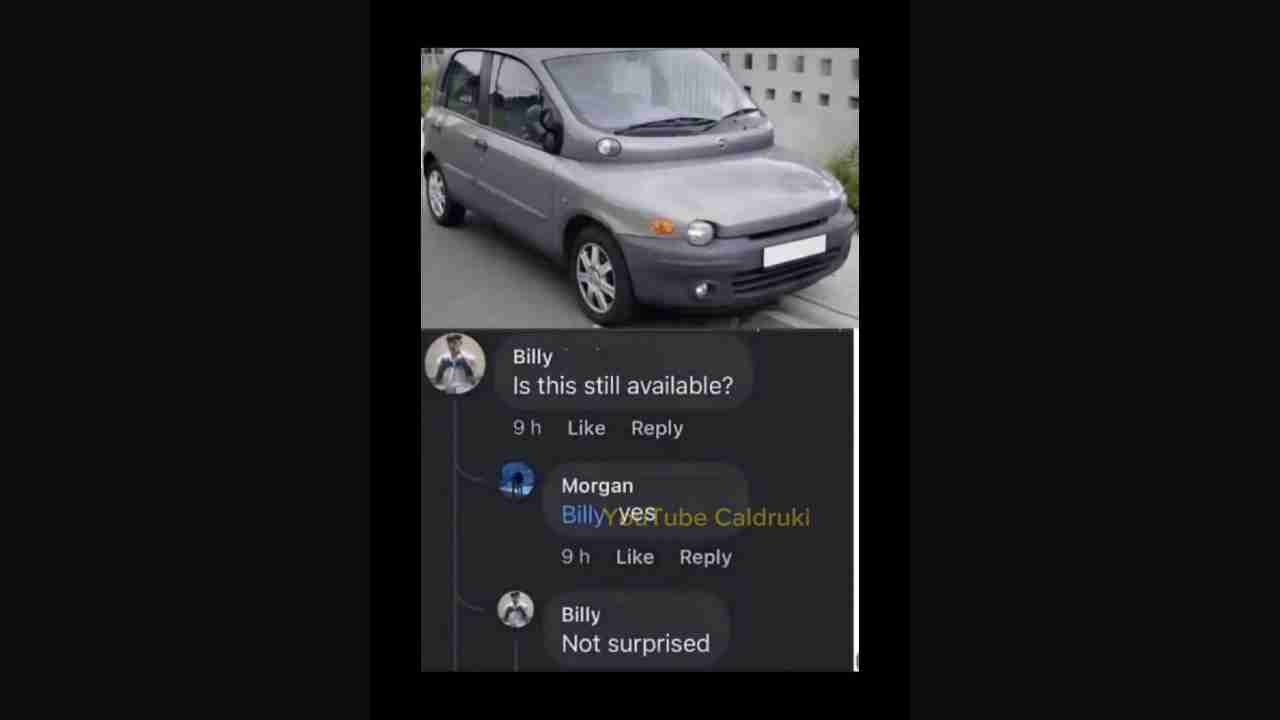 Billy
Is this still available?
9 h Like Reply
Morgan
Billy yes
YouTube Caldruki
9 h Like Reply
Billy
Not surprised